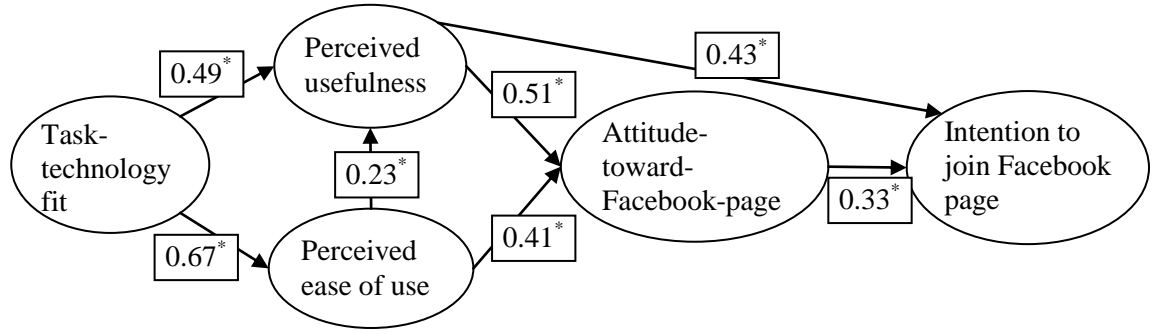 Perceived
usefulness
0.49*
0.43*
0.51*
Task-
technology
fit
Attitude-
toward-
Facebook-page
Intention to
join Facebook
page
0.23*
0.33*
0.67*
Perceived
ease of use
0.41*